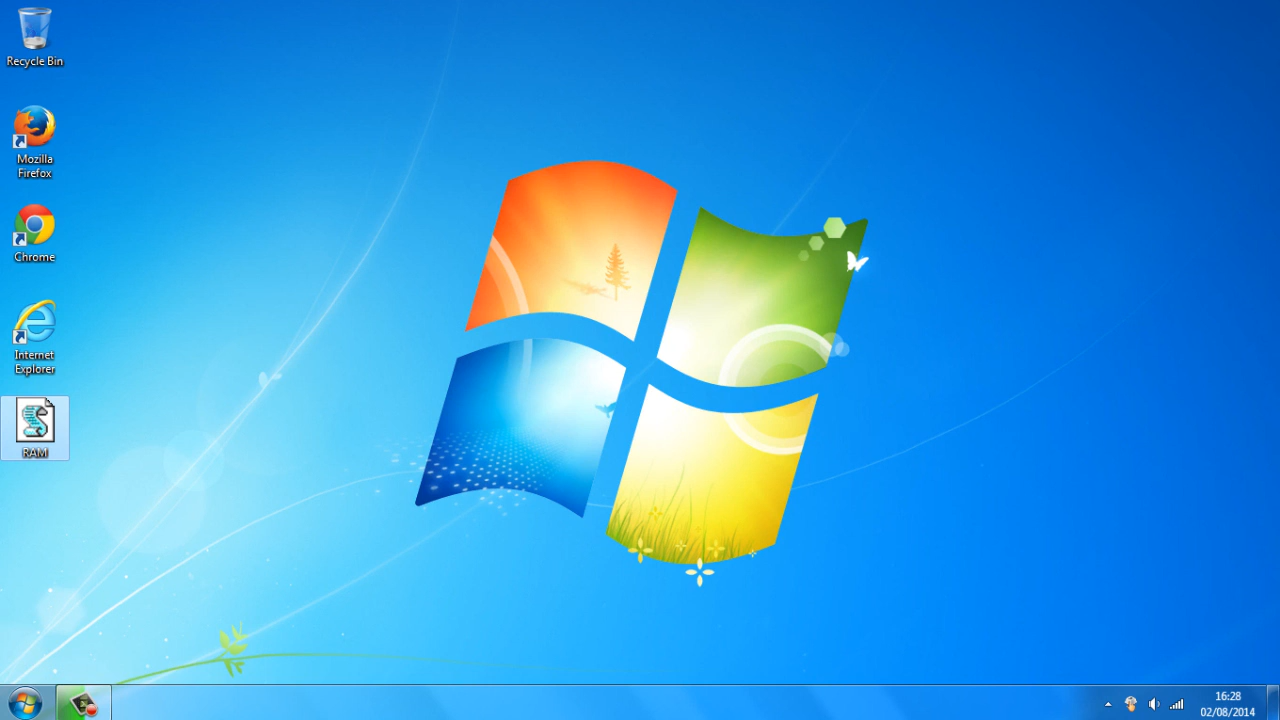 Recycle Bin
Mozilla
Firefox
Chrome
Internet
Explorer
RAM
16:28
02/08/2014